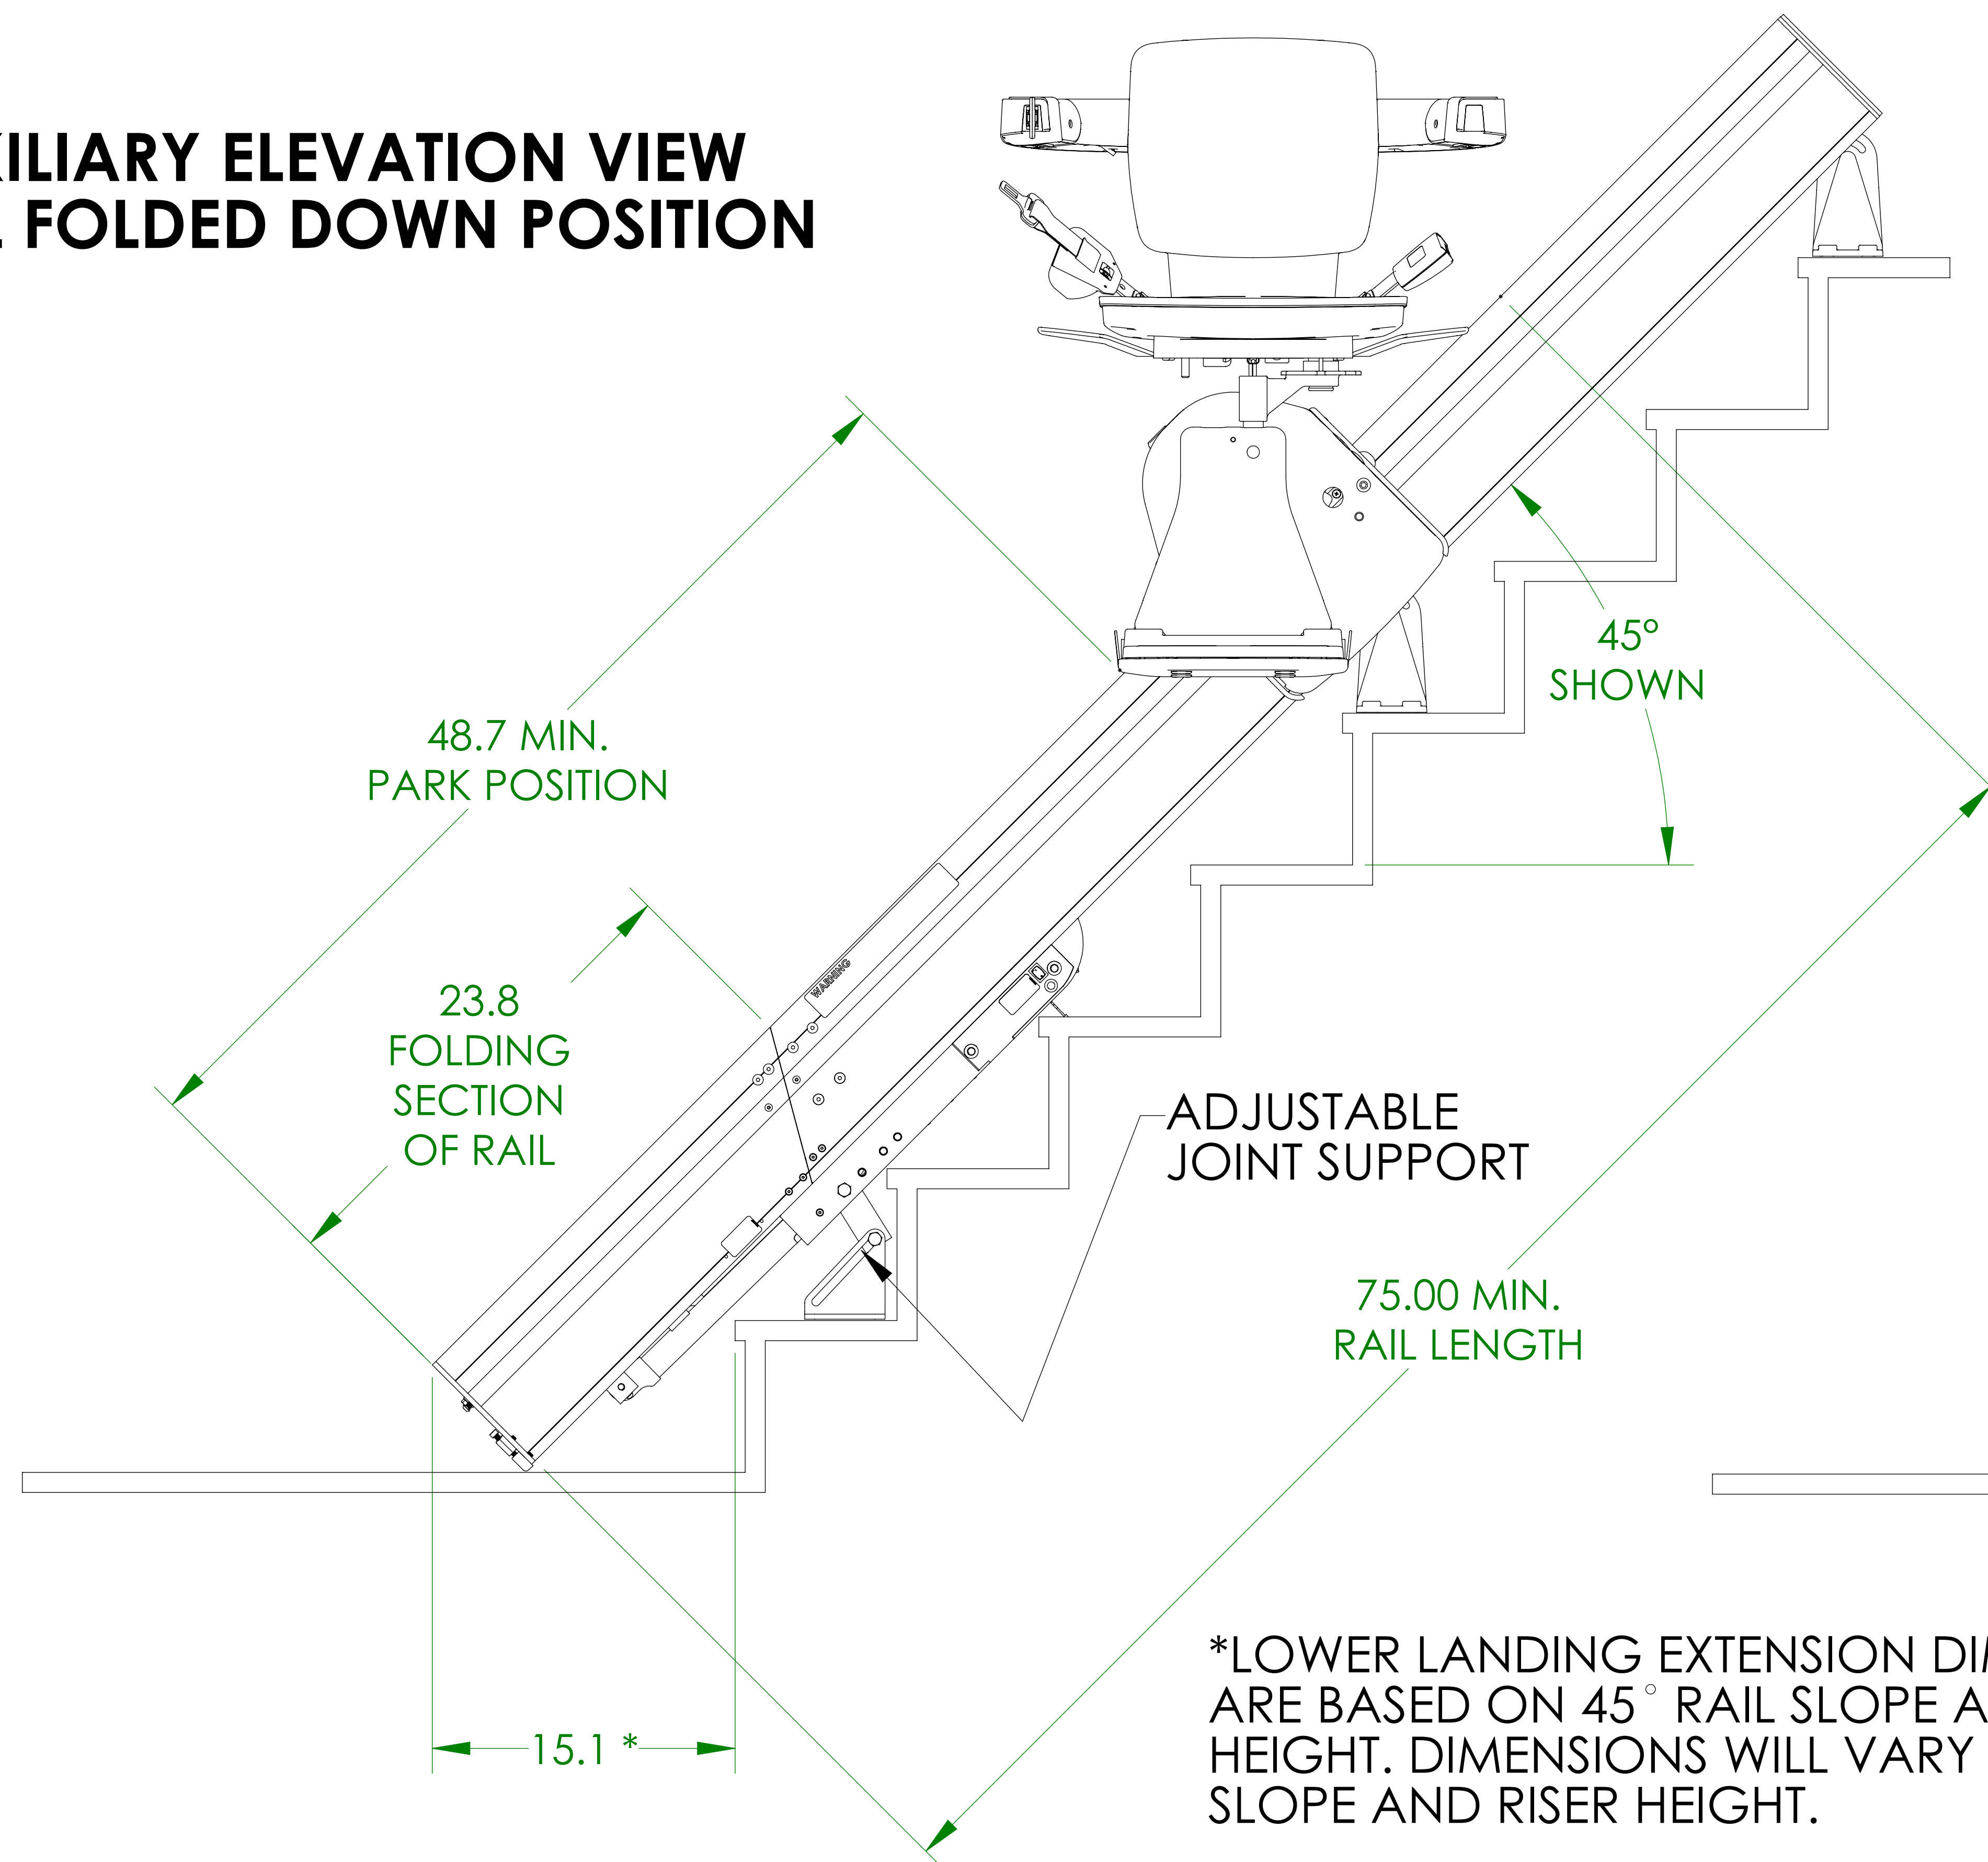 ELEVATION VIEW
FOLDED DOWN POSITION
45°
SHOWN
48.7 MIN.
PARK POSITION
WARNING
23.8
FOLDING
SECTION
OF RAIL
ADJUSTABLE
JOINT SUPPORT
75.00 MIN.
RAIL LENGTH
15.1 *
*LOWER LANDING EXTENSION
ARE BASED ON 45° RAIL SLOPE
HEIGHT. DIMENSIONS WILL VARY
SLOPE AND RISER HEIGHT.